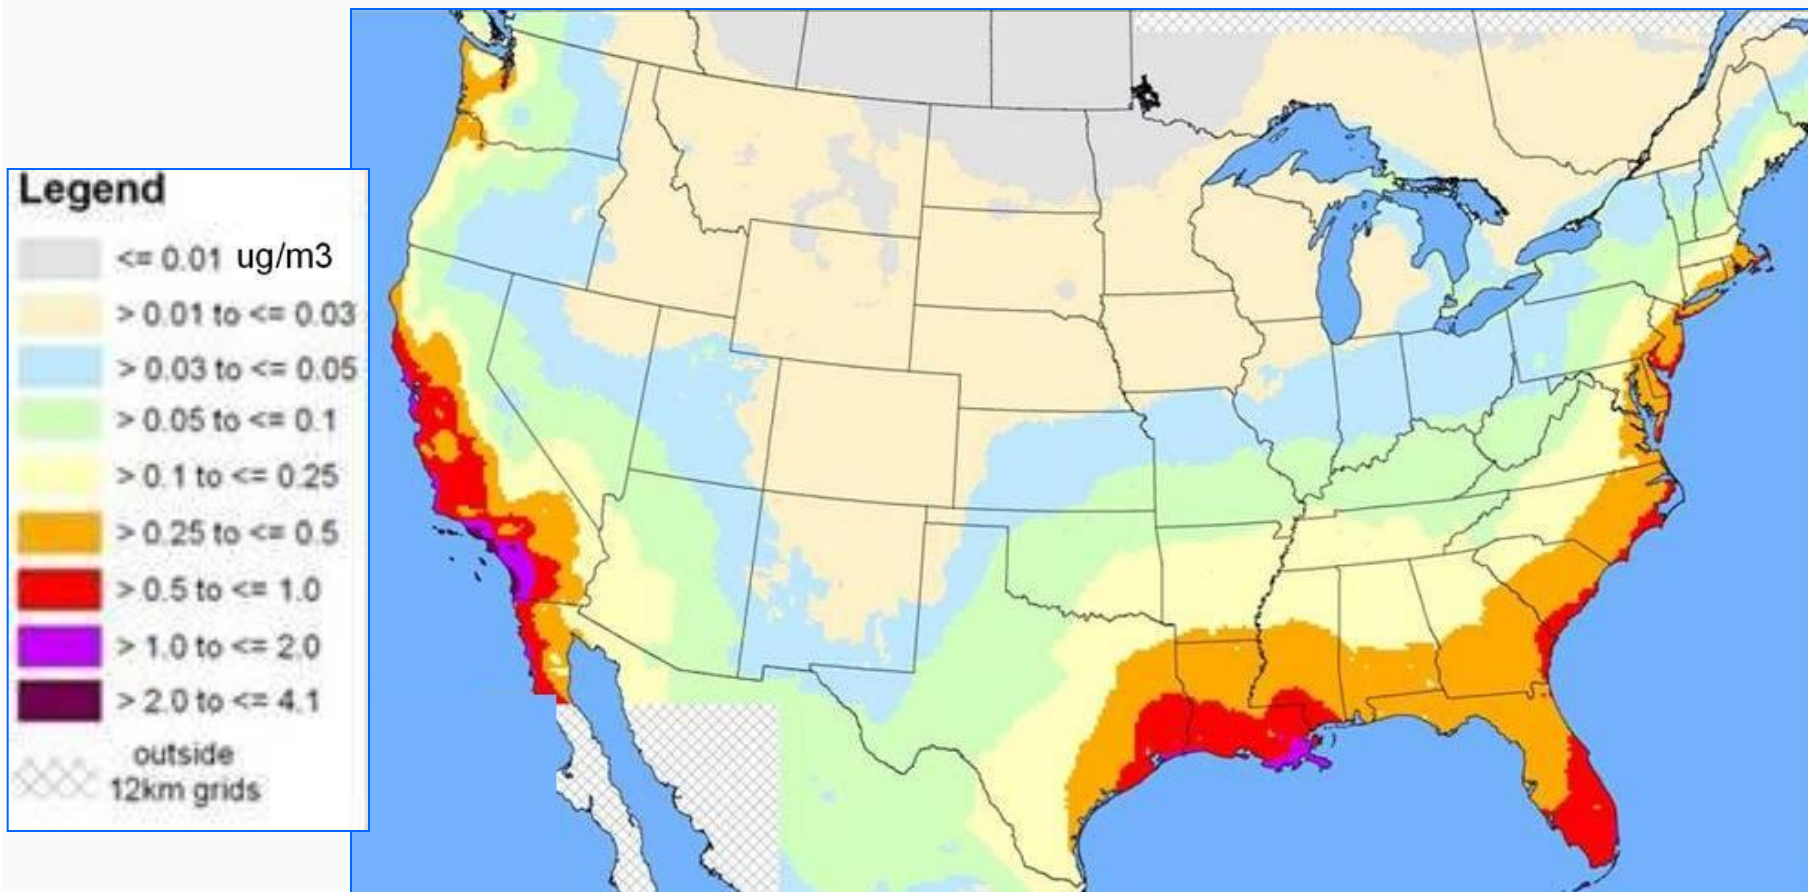 Legend
<= 0.01 ug/m3
> 0.01 to <= 0.03
> 0.03 to <= 0.05
> 0.05 to <= 0.1
> 0.1 to <= 0.25
> 0.25 to <= 0.5
> 0.5 to <= 1.0
> 1.0 to <= 2.0
> 2.0 to <= 4.1
outside
12km grids